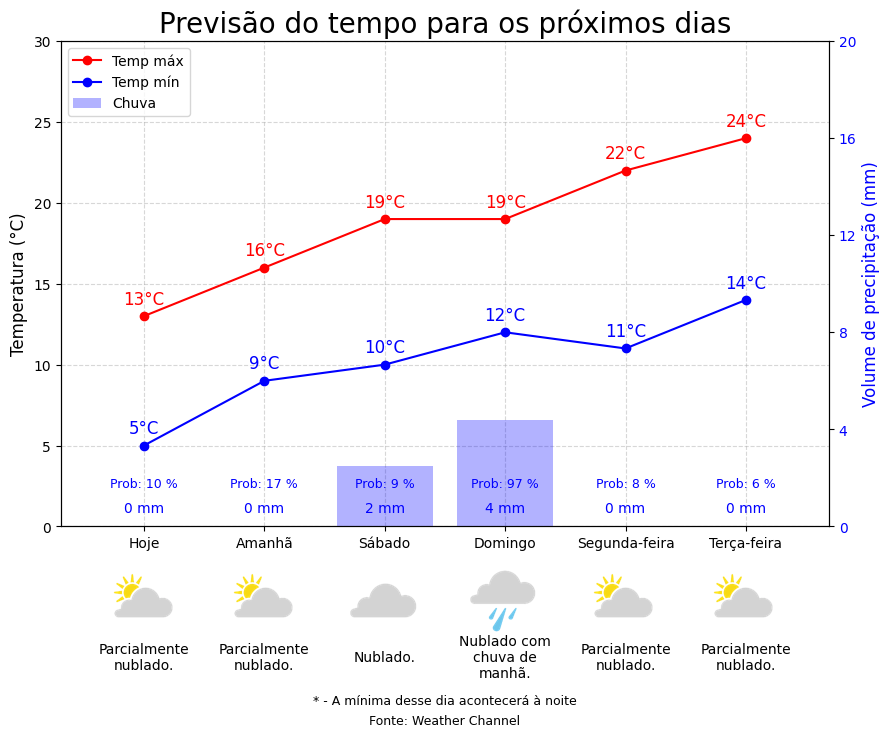 Previsão do tempo para os próximos dias
Temp máx
Temp mín
Chuva
Temperatura (°C)
30
25
20
15
10
5
0
Volume de precipitação (mm)
20
16
12
8
4
0
13°C
16°C
19°C
19°C
22°C
24°C
5°C
9°C
10°C
12°C
11°C
14°C
Prob: 10 %
Prob: 17 %
Prob: 9 %
Prob: 97 %
Prob: 8 %
Prob: 6 %
0 mm
0 mm
2 mm
4 mm
0 mm
0 mm
Hoje
Amanhã
Sábado
Domingo
Segunda-feira
Terça-feira
Parcialmente
nublado.
Parcialmente
nublado.
Nublado.
Nublado com
chuva de
manhã.
Parcialmente
nublado.
Parcialmente
nublado.
* - A mínima desse dia acontecerá à noite
Fonte: Weather Channel